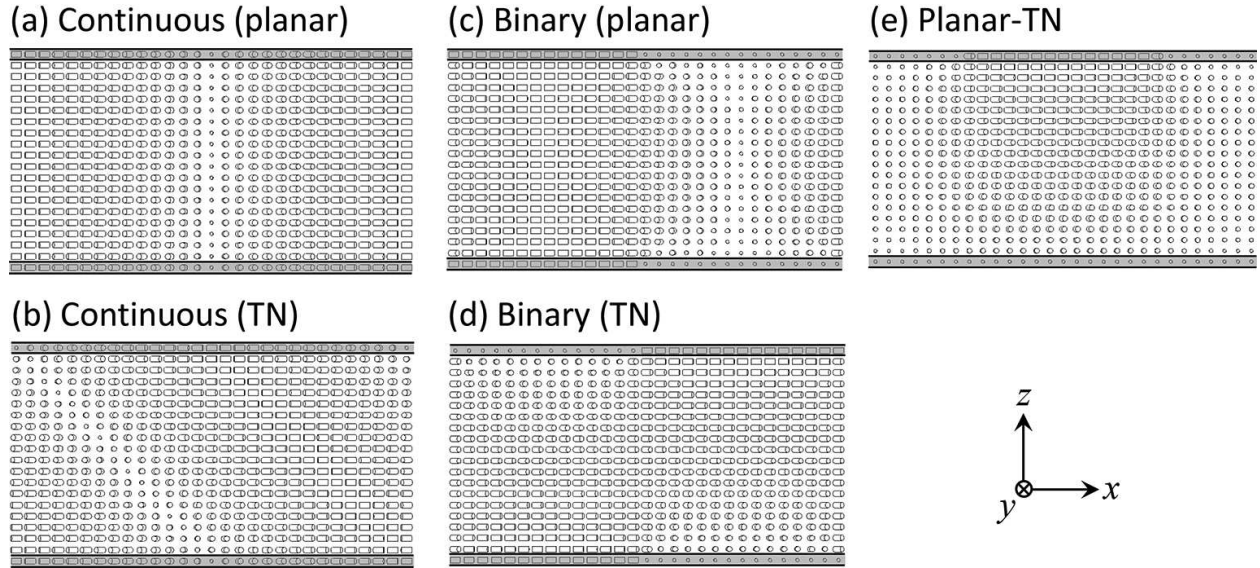 (a) Continuous (planar)
(c) Binary (planar)
(e) Planar-TN
(b) Continuous (TN)
(d) Binary (TN)
z
y
x